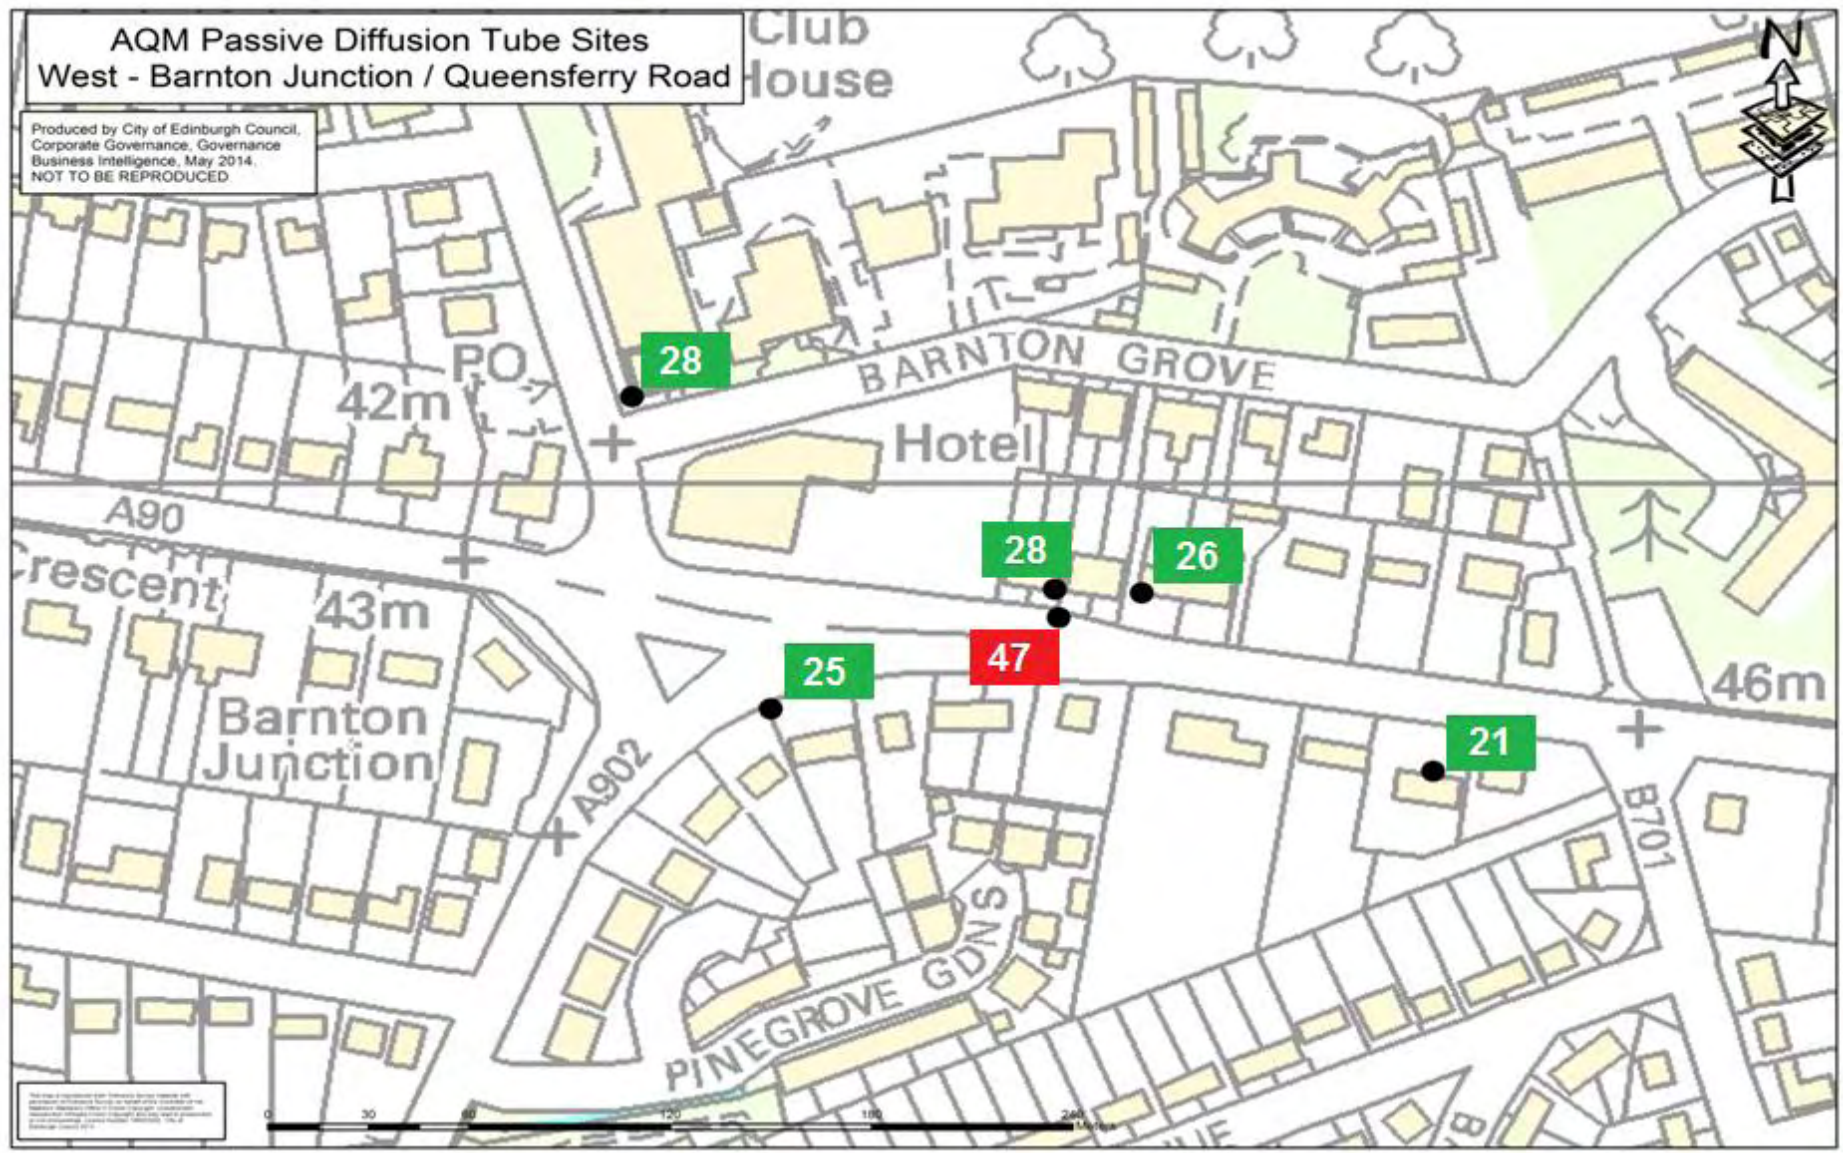 AQM Passive Diffusion Tube Sites
West - Barnton Junction / Queensferry Road
Club
House
N
Produced by City of Edinburgh Council,
Corporate Governance, Governance
Business Intelligence, May 2014.
NOT TO BE REPRODUCED
PO
28
BARNTON GROVE
42m
Hotel
A90
28
26
Crescent
43m
47
25
46m
Barnton
Junction
21
A902
B701
PINEGROVE GDNS
0 30 60 120 180 240
Meters